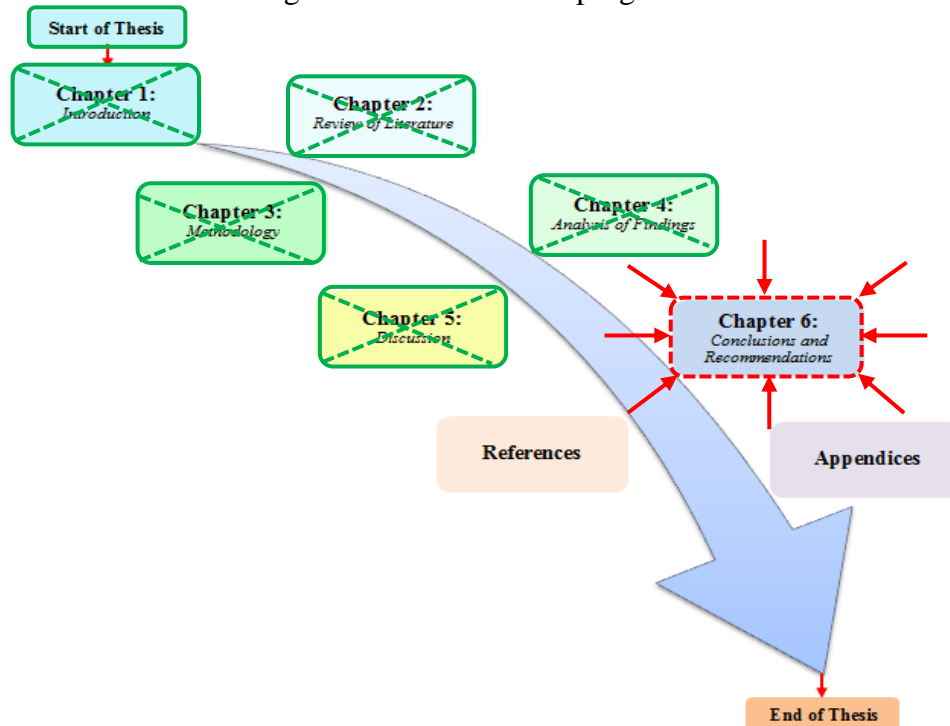 Start of Thesis
Chapter 1:
Introduction
Chapter 2:
Review of Literature
Chapter 3:
Methodology
Chapter 4:
Analysis of Findings
Chapter 5:
Discussion
Chapter 6:
Conclusions and
Recommendations
References
Appendices
End of Thesis